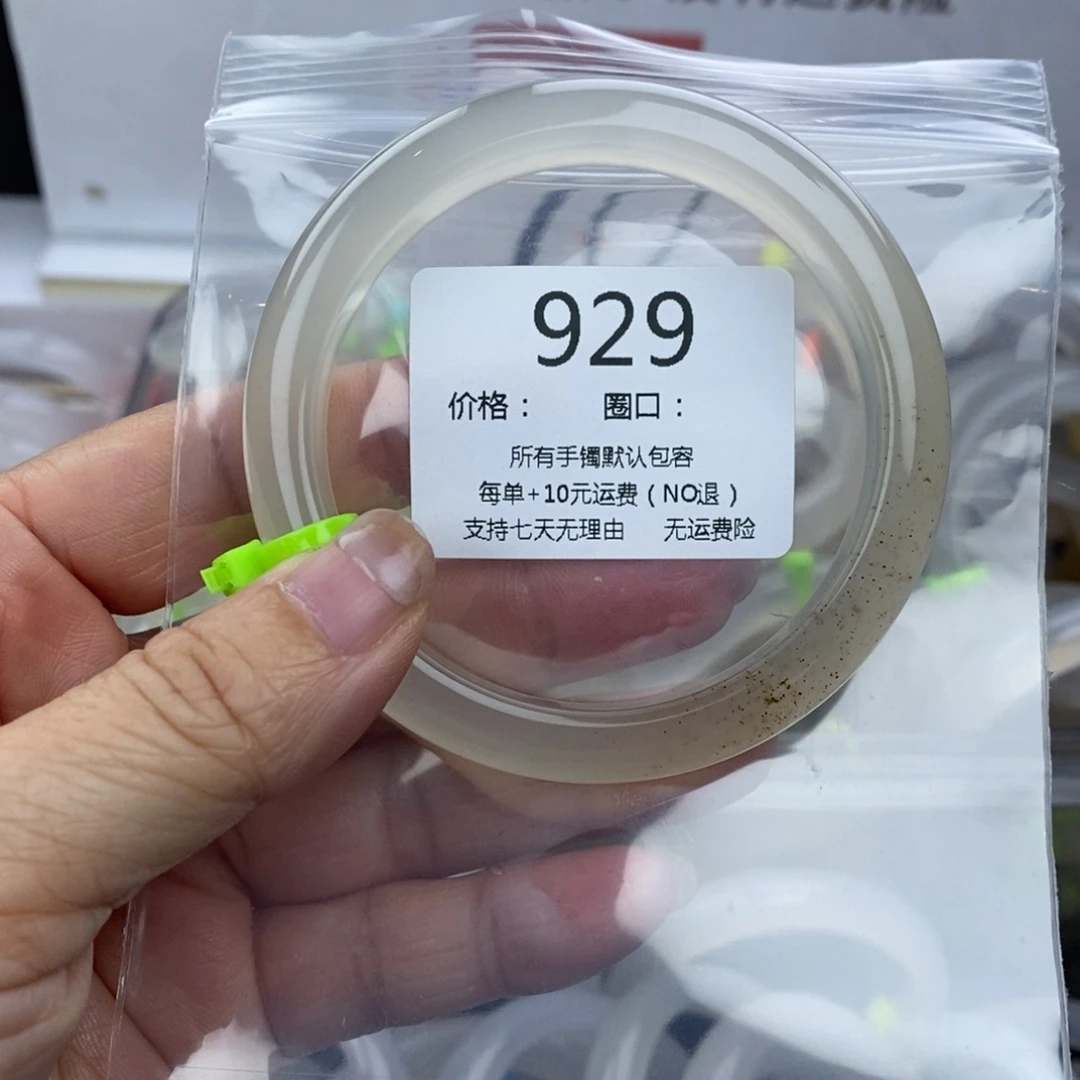 929
价格： 圈口：
所有手镯默认包容
每单+10元运费（NO退）
支持七天无理由 无运费险